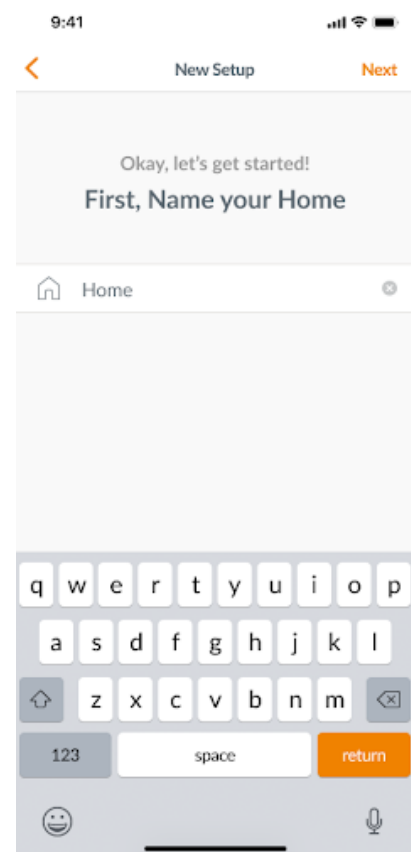 9:41
New Setup Next
Okay, let's get started!
First, Name your Home
Home
q w e r t y u i o p
a s d f g h j k l
z x c v b n m
123 space return